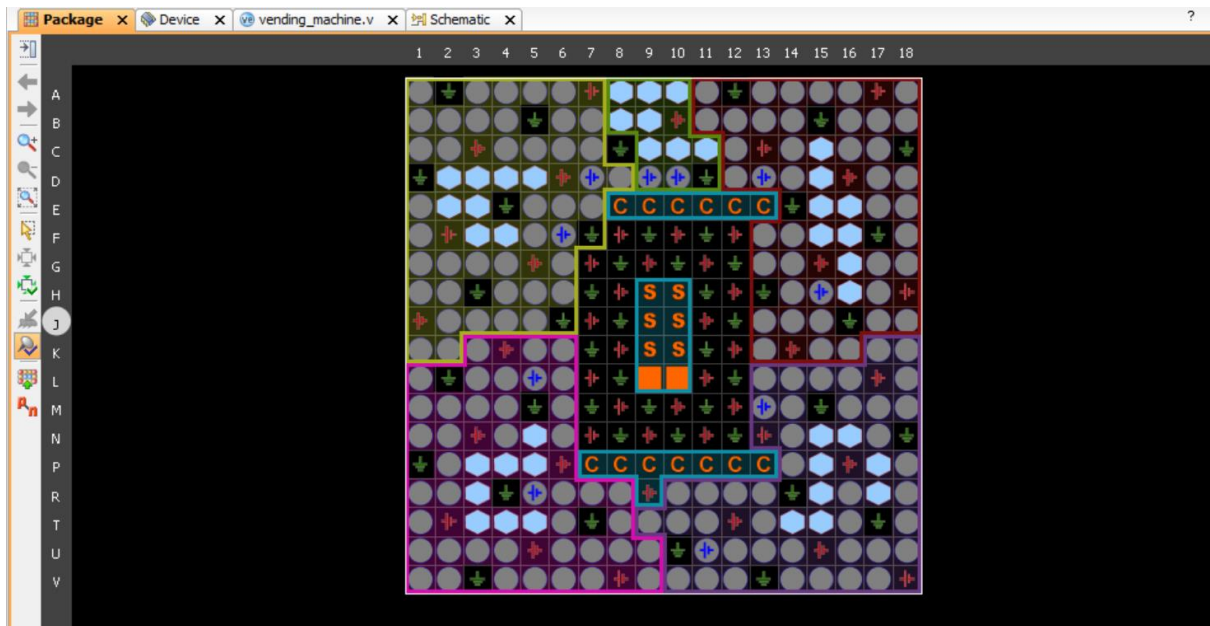 Package X Device X ve vending_machine.v X Schematic X ?
1 2 3 4 5 6 7 8 9 10 11 12 13 14 15 16 17 18
A
B
C
D
E C C C C C C
F
G
H S S
J S S
K S S
L
M
N
P C C C C C C C
R
T
U
V